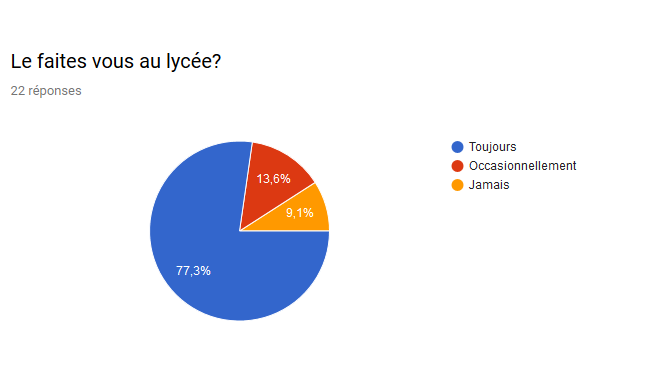 Le faites vous au lycée?
22 réponses
13,6%
9,1%
77,3%
Toujours
Occasionnellement
Jamais